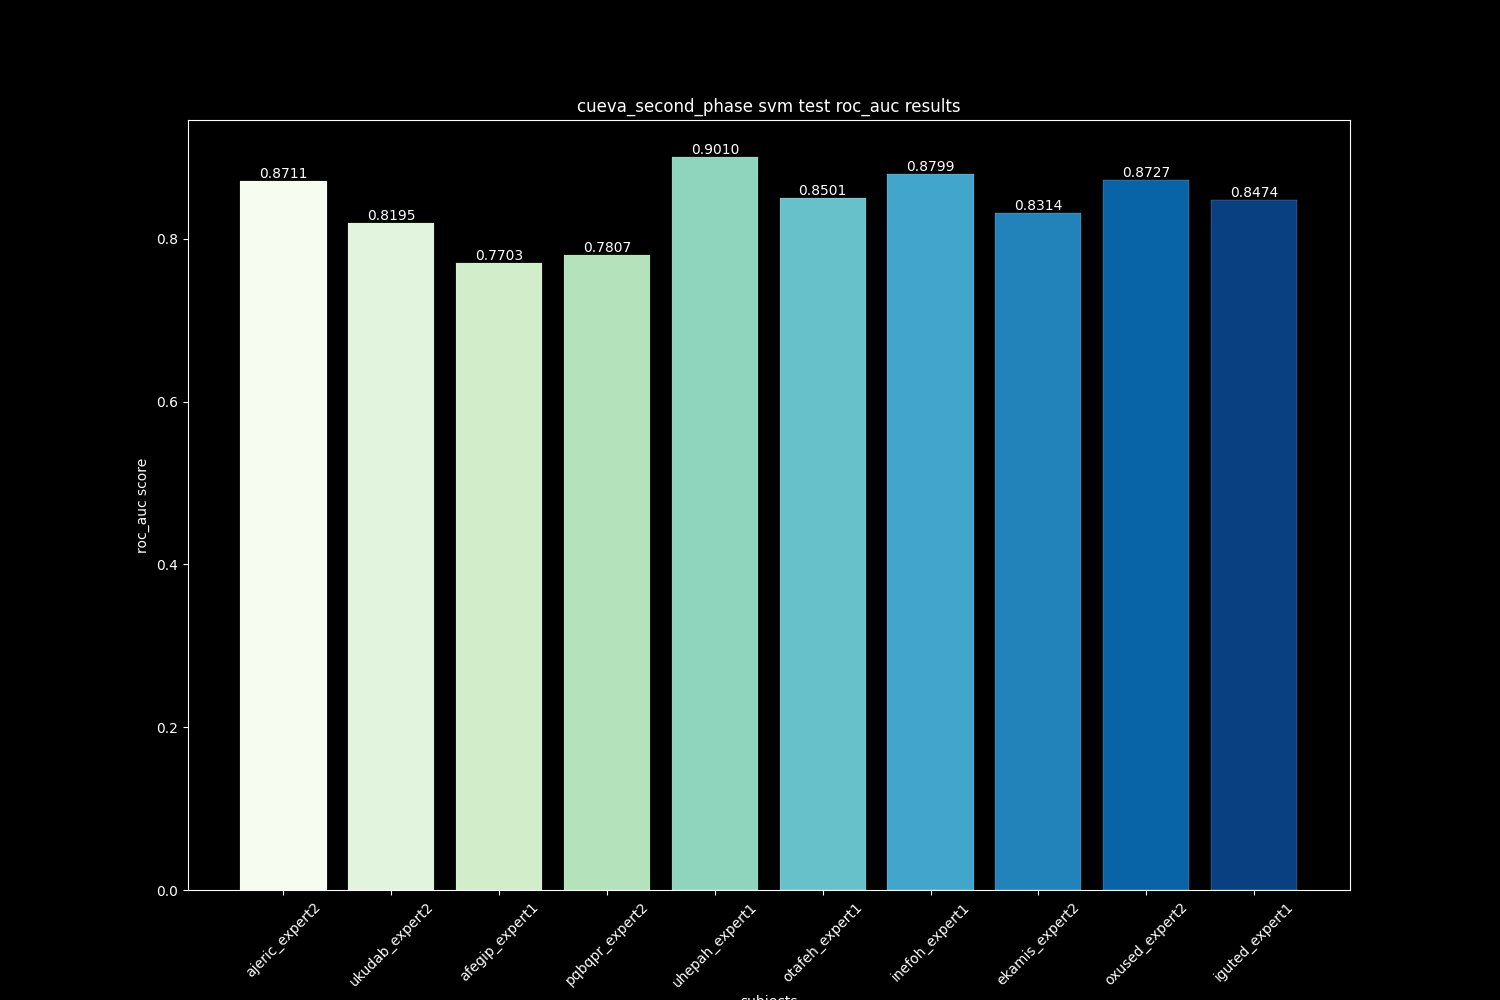 cueva_second_phase svm test roc_auc results
0.8711
0.8195
0.7703
0.7807
0.9010
0.8501
0.8799
0.8314
0.8727
0.8474
roc_auc score
0.8
0.6
0.4
0.2
0.0
ajeric_expert2
ukudab_expert2
afegip_expert1
pqbqpr_expert2
uhepah_expert1
otafeh_expert1
inefoh_expert1
ekamis_expert2
oxused_expert2
iguted_expert1
subjects